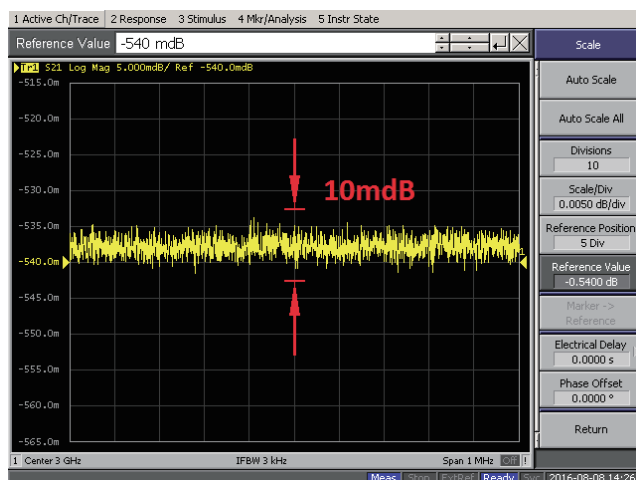 1 Active Ch/Trace 2 Response 3 Stimulus 4 Mkr/Analysis 5 Instr State
Reference Value -540 mdB
Scale
Tr1 S21 Log Mag 5.000mdB/ Ref -540.0mdB
-515.0m
-520.0m
-525.0m
-530.0m
-535.0m
-540.0m
-545.0m
-550.0m
-555.0m
-560.0m
-565.0m
10mdB
1
Auto Scale
Auto Scale All
Divisions
10
Scale/Div
0.0050 dB/div
Reference Position
5 Div
Reference Value
-0.5400 dB
Marker ->
Reference
Electrical Delay
0.0000 s
Phase Offset
0.0000 °
Return
1 Center 3 GHz IFBW 3 kHz Span 1 MHz Off !
Meas Stop ExtRef Ready Svc 2016-08-08 14:26